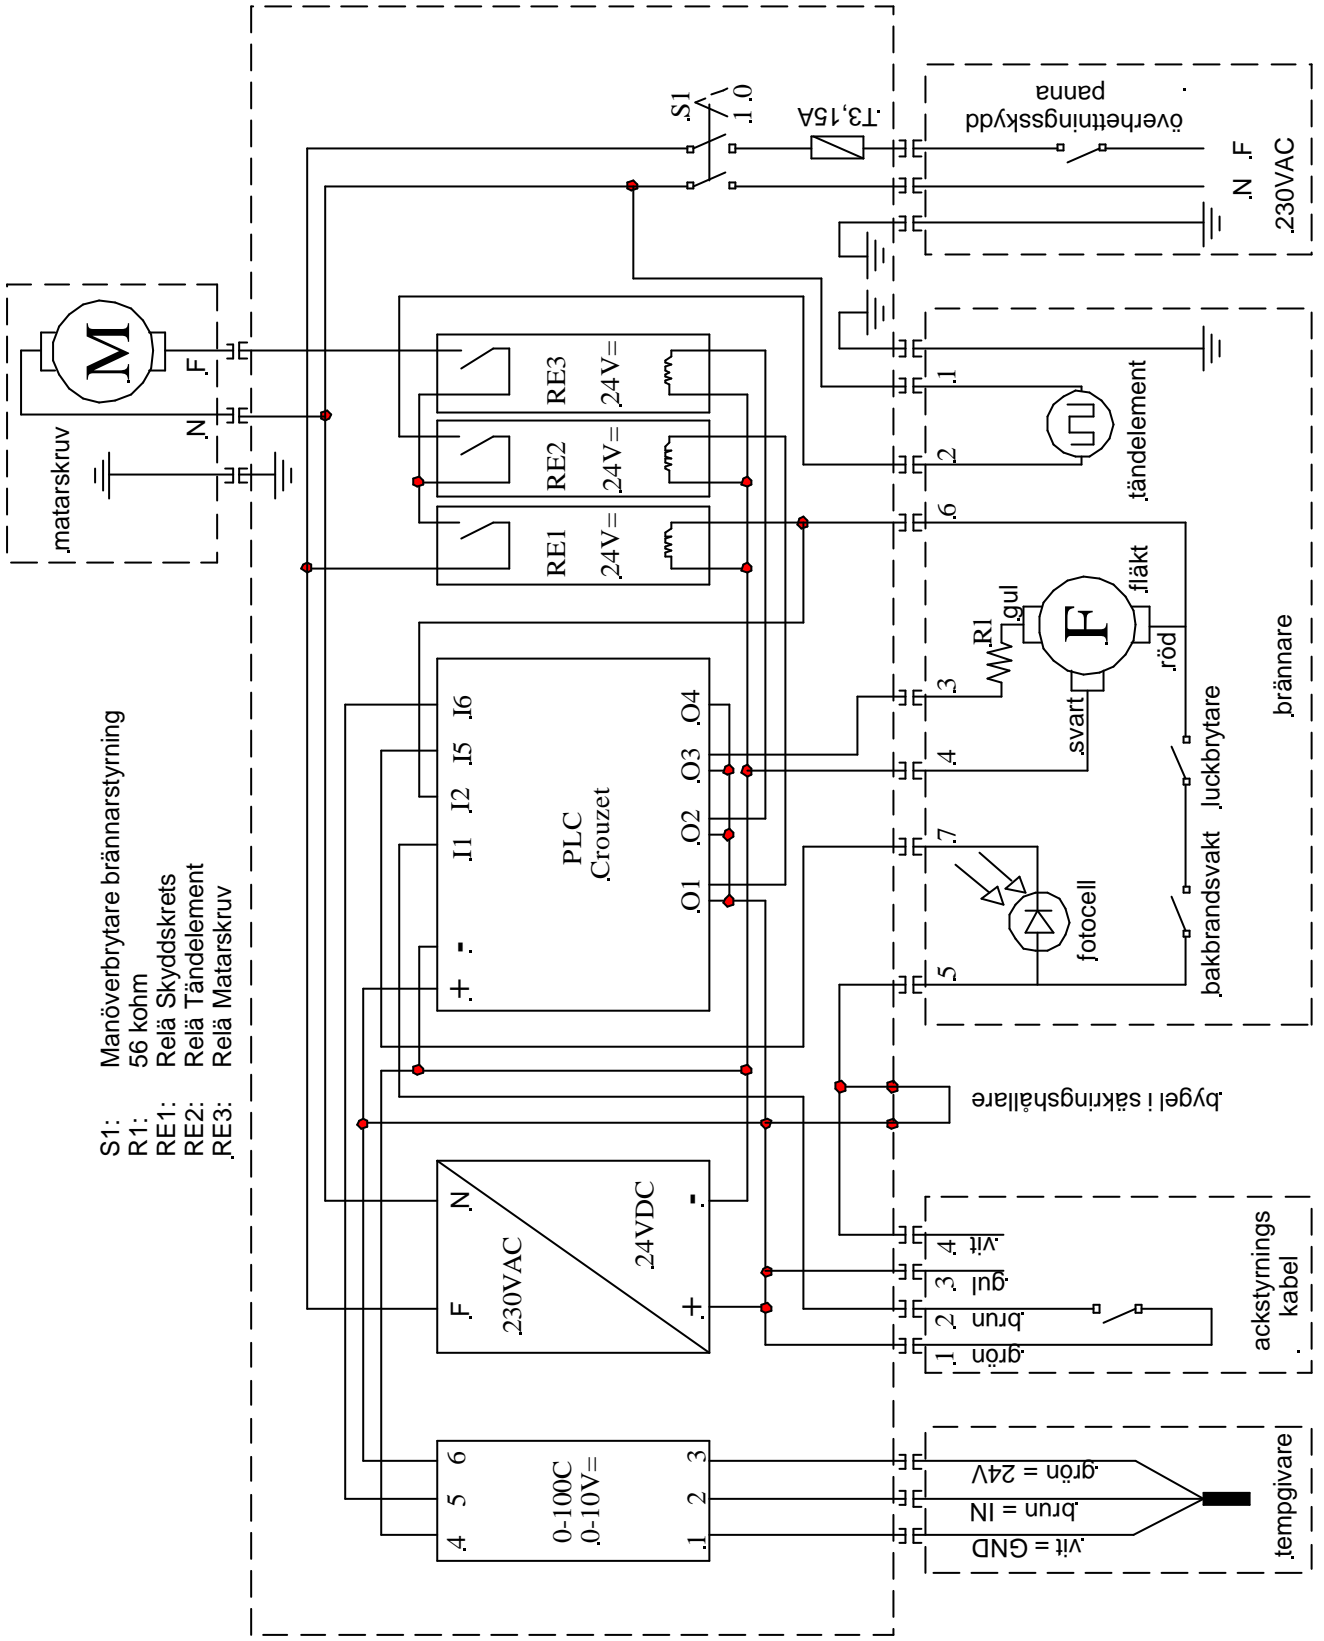 S1: Manöverbrytare brännarstyrning
R1: 56 kohm
RE1: Relä Skyddskrets
RE2: Relä Tändelement
RE3: Relä Matarskruv
matarskruv
N
F
M
S1
1 0
T3,15A
överhettningsskydd
panna
N F
230VAC
RE1
24V=
RE2
24V=
RE3
24V=
PLC
Crouzet
+ -
I1 I2 I5 I6
O1 O2 O3 O4
230VAC
F
N
24VDC
+
-
0-100C
0-10V=
4 5 6
1 2 3
vit = GND
brun = IN
grön = 24V
tempgivare
1 2 3 4
grön
brun
gul
vit
ackstyrnings
kabel
bygel i säkringshållare
5 7 4 3 6 2 1
fotocell
bakbrandsvakt
luckbrytare
svart
R1
gul
F
röd
fläkt
tändelement
brännare